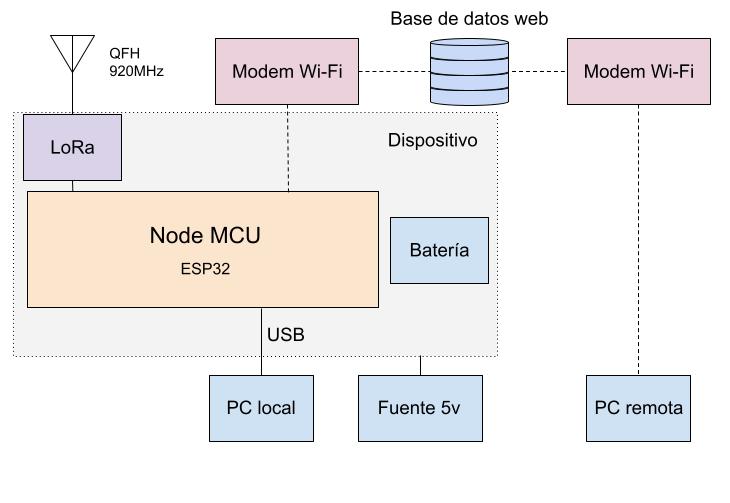 Base de datos web
QFH
920MHz
Modem Wi-Fi
Modem Wi-Fi
Dispositivo
LoRa
Node MCU
ESP32
Batería
USB
PC local
Fuente 5v
PC remota